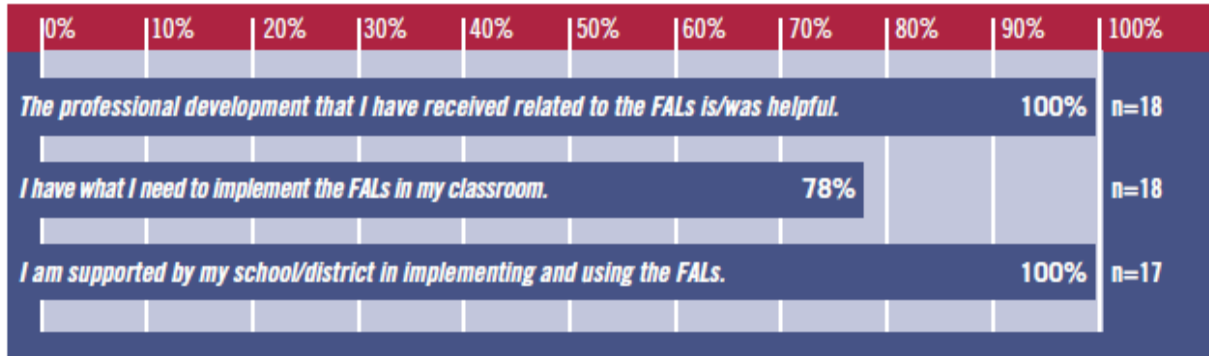 0% 10% 20% 30% 40% 50% 60% 70% 80% 90% 100%
The professional development that I have received related to the FALs is/was helpful. 100% n=18
I have what I need to implement the FALs in my classroom. 78% n=18
I am supported by my school/district in implementing and using the FALs. 100% n=17